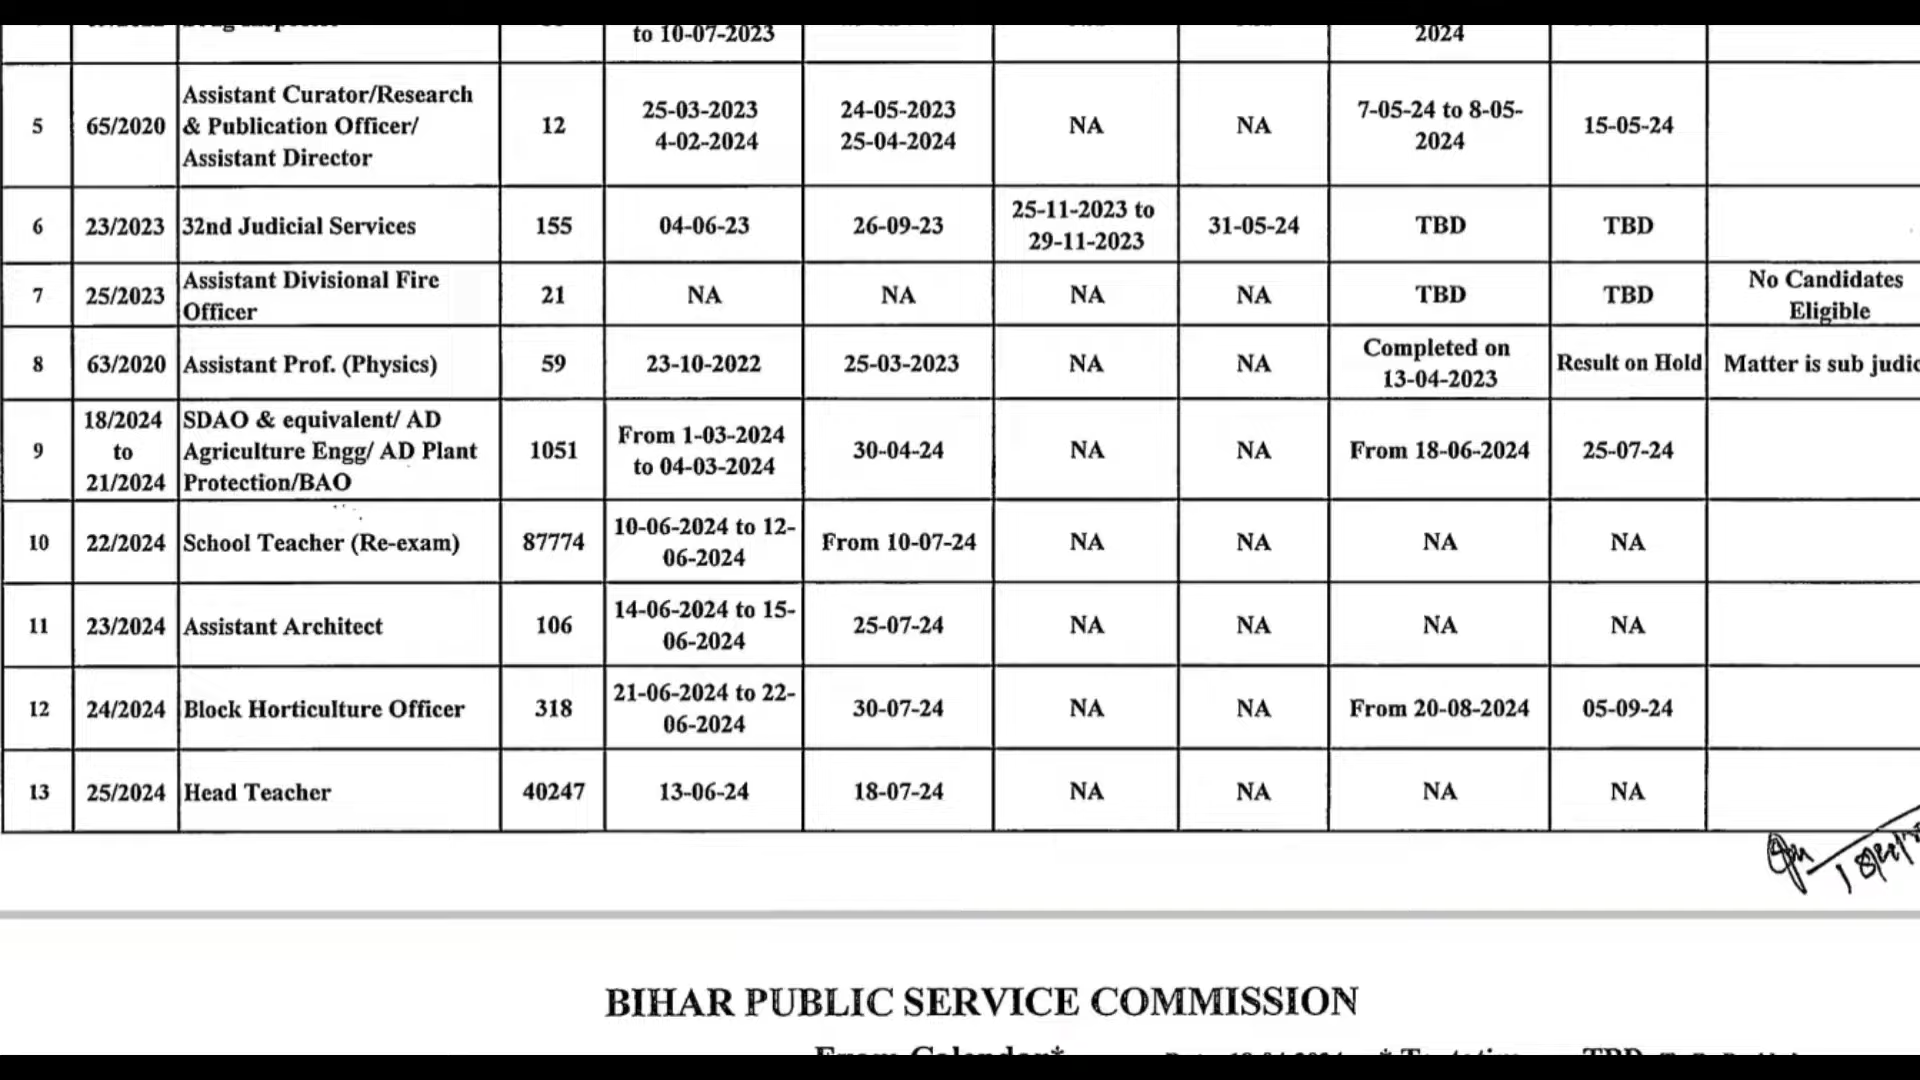 to 10-07-2023
2024
5 65/2020 Assistant Curator/Research & Publication Officer/ Assistant Director 12 25-03-2023 4-02-2024 24-05-2023 25-04-2024 NA NA 7-05-24 to 8-05-2024 15-05-24
6 23/2023 32nd Judicial Services 155 04-06-23 26-09-23 25-11-2023 to 29-11-2023 31-05-24 TBD TBD
7 25/2023 Assistant Divisional Fire Officer 21 NA NA NA NA TBD TBD No Candidates Eligible
8 63/2020 Assistant Prof. (Physics) 59 23-10-2022 25-03-2023 NA NA Completed on 13-04-2023 Result on Hold Matter is sub judic
9 18/2024 to 21/2024 SDAO & equivalent/ AD Agriculture Engg/ AD Plant Protection/BAO 1051 From 1-03-2024 to 04-03-2024 30-04-24 NA NA From 18-06-2024 25-07-24
10 22/2024 School Teacher (Re-exam) 87774 10-06-2024 to 12-06-2024 From 10-07-24 NA NA NA NA
11 23/2024 Assistant Architect 106 14-06-2024 to 15-06-2024 25-07-24 NA NA NA NA
12 24/2024 Block Horticulture Officer 318 21-06-2024 to 22-06-2024 30-07-24 NA NA From 20-08-2024 05-09-24
13 25/2024 Head Teacher 40247 13-06-24 18-07-24 NA NA NA NA
BIHAR PUBLIC SERVICE COMMISSION